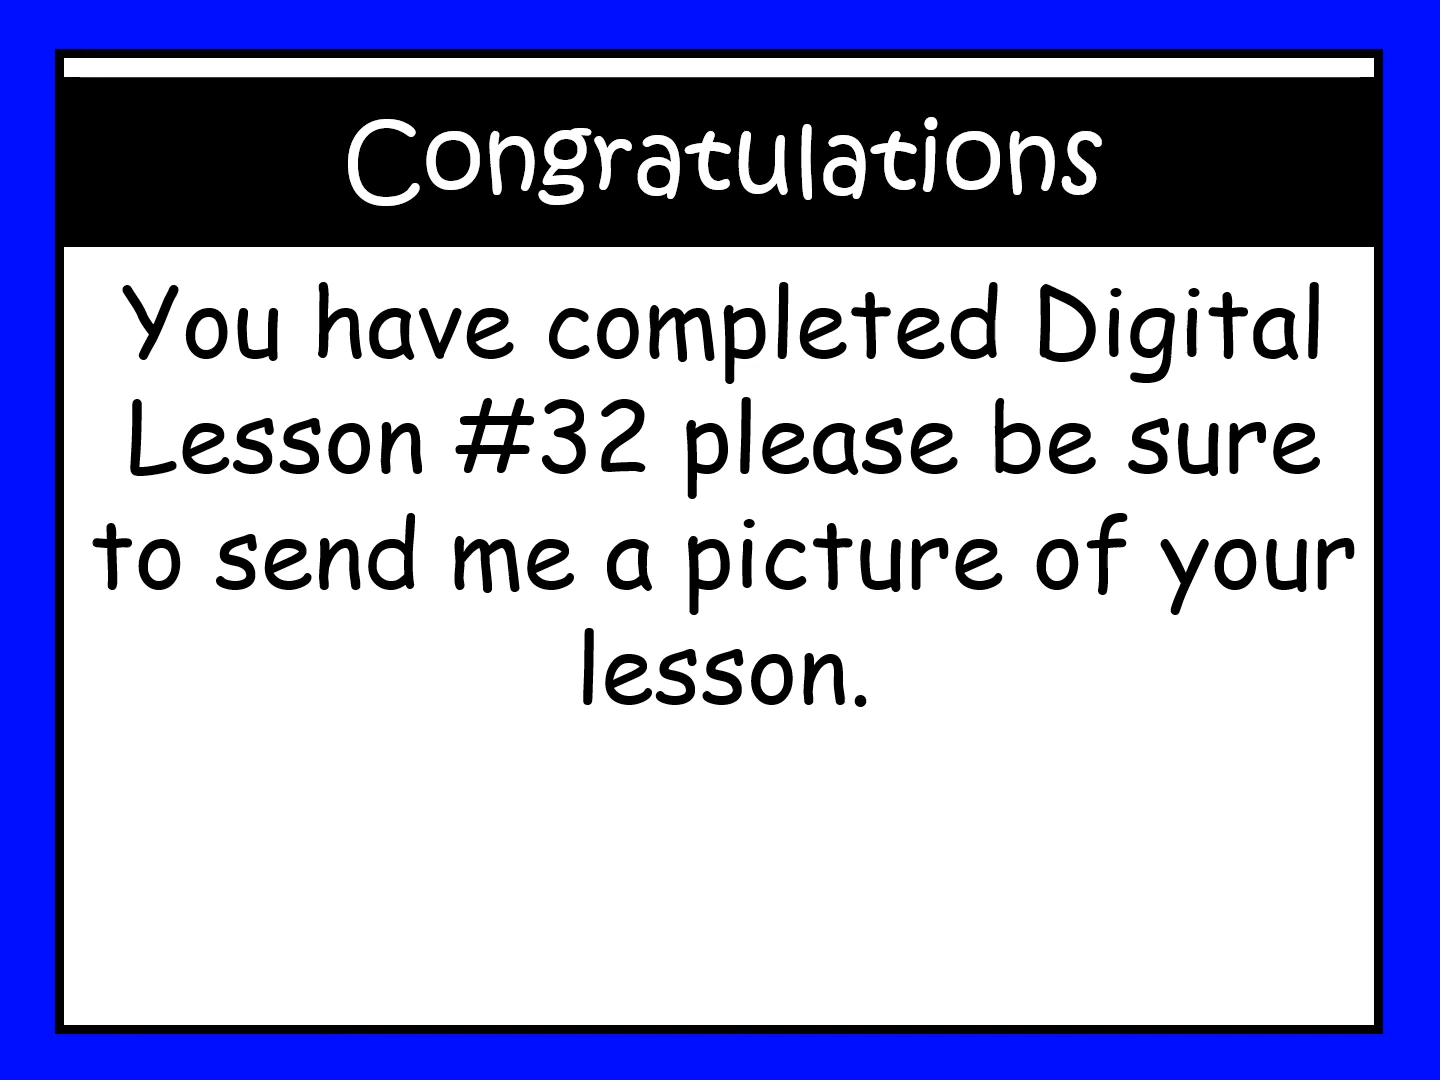 Congratulations
You have completed Digital
Lesson #32 please be sure
to send me a picture of your
lesson.